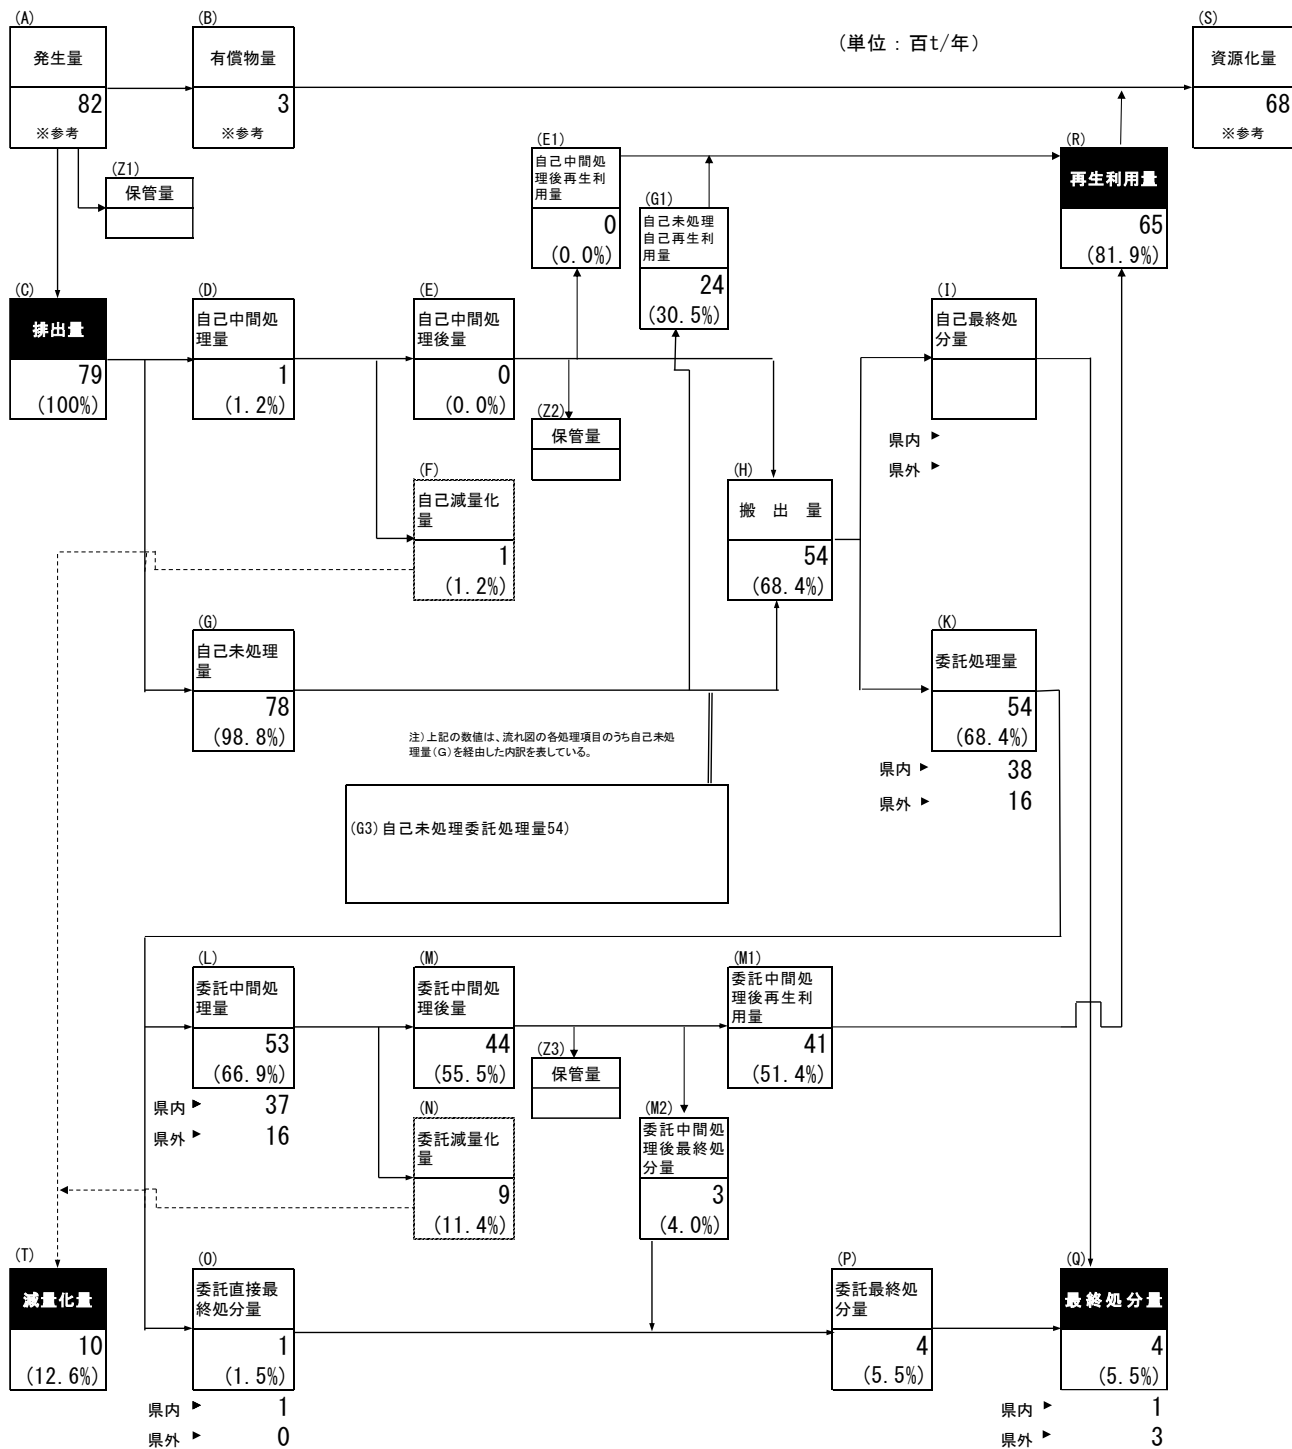 (A)
発生量
82
※参考
(B)
有償物量
3
※参考
(単位：百t/年)
(S)
資源化量
68
※参考
(Z1)
保管量
(E1)
自己中間処
理後再生利
用量
0
(0.0%)
(G1)
自己未処理
自己再生利
用量
24
(30.5%)
(R)
再生利用量
65
(81.9%)
(C)
排出量
79
(100%)
(D)
自己中間処
理量
1
(1.2%)
(E)
自己中間処
理後量
0
(0.0%)
(Z2)
保管量
(I)
自己最終処
分量
県内
県外
(F)
自己減量化
量
1
(1.2%)
(H)
搬出量
54
(68.4%)
(G)
自己未処理
量
78
(98.8%)
(K)
委託処理量
54
(68.4%)
県内 38
県外 16
注)上記の数値は、流れ図の各処理項目のうち自己未処
理量(G)を経由した内訳を表している。
(G3)自己未処理委託処理量54)
(L)
委託中間処
理量
53
(66.9%)
県内 37
県外 16
(M)
委託中間処
理後量
44
(55.5%)
(Z3)
保管量
(M1)
委託中間処
理後再生利
用量
41
(51.4%)
(N)
委託減量化
量
9
(11.4%)
(M2)
委託中間処
理後最終処
分量
3
(4.0%)
(T)
減量化量
10
(12.6%)
(O)
委託直接最
終処分量
1
(1.5%)
県内 1
県外 0
(P)
委託最終処
分量
4
(5.5%)
(Q)
最終処分量
4
(5.5%)
県内 1
県外 3